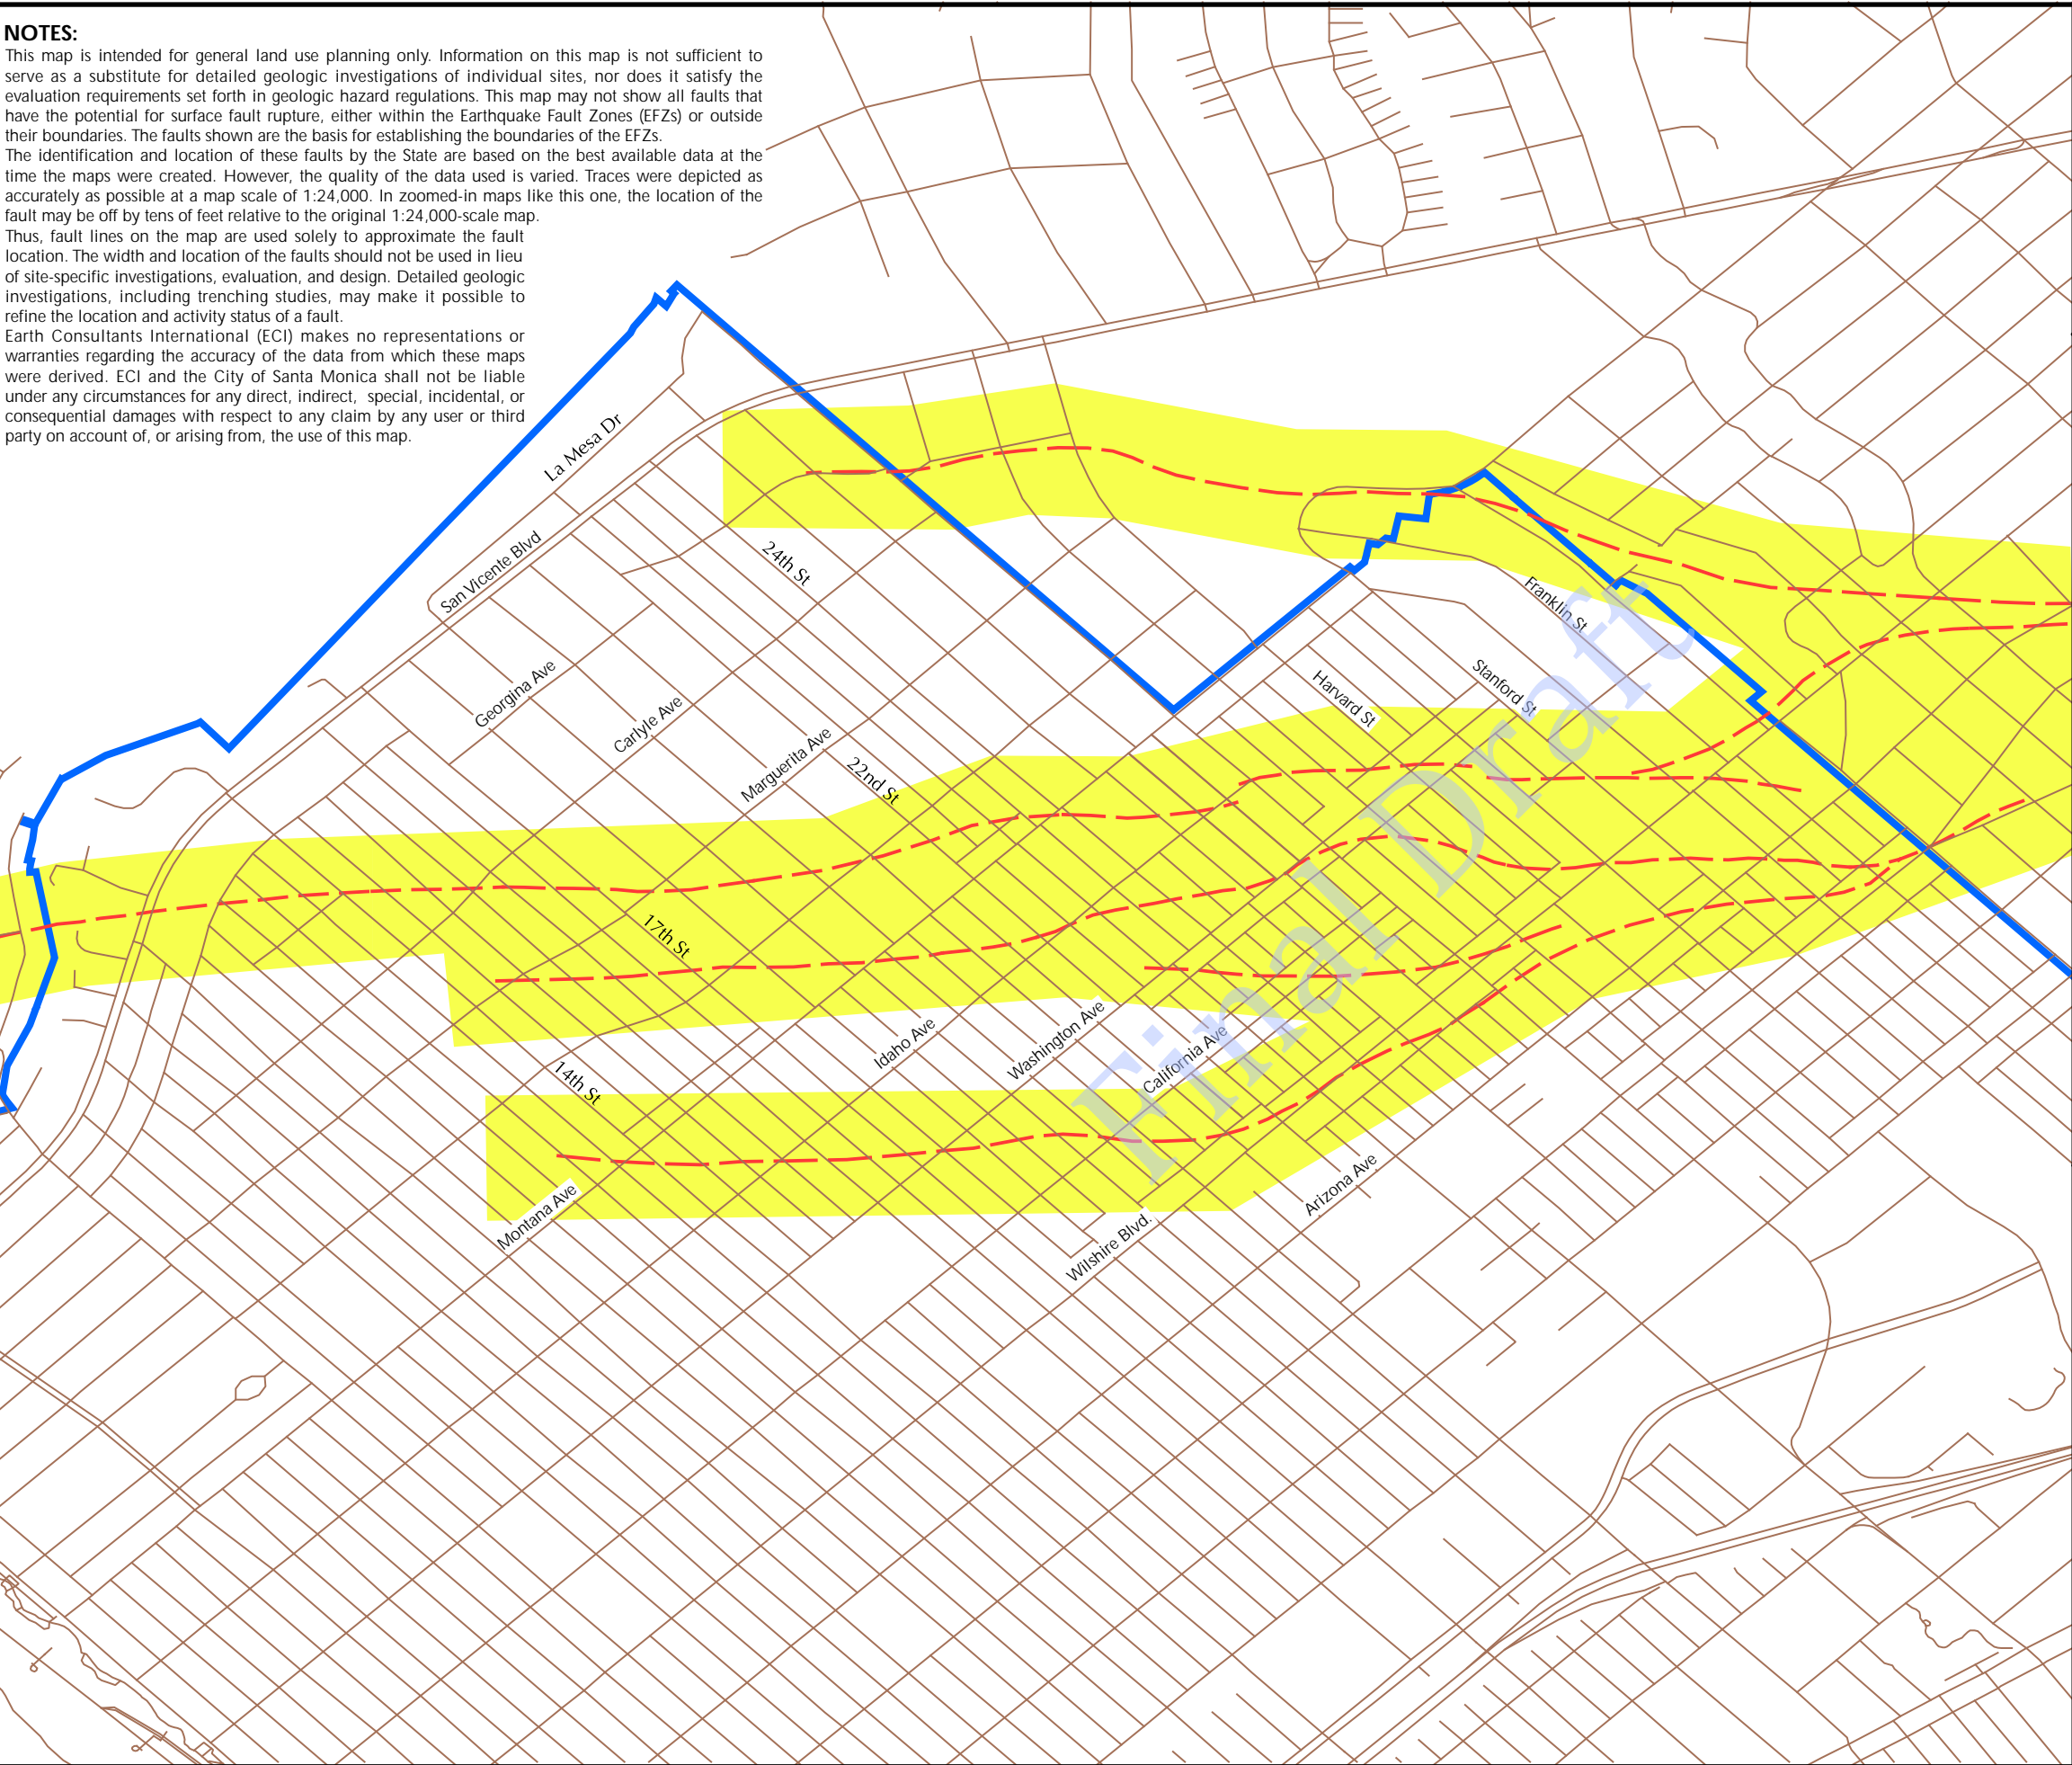 NOTES:
This map is intended for general land use planning only. Information on this map is not sufficient to
serve as a substitute for detailed geologic investigations of individual sites, nor does it satisfy the
evaluation requirements set forth in geologic hazard regulations. This map may not show all faults that
have the potential for surface fault rupture, either within the Earthquake Fault Zones (EFZs) or outside
their boundaries. The faults shown are the basis for establishing the boundaries of the EFZs.
The identification and location of these faults by the State are based on the best available data at the
time the maps were created. However, the quality of the data used is varied. Traces were depicted as
accurately as possible at a map scale of 1:24,000. In zoomed-in maps like this one, the location of the
fault may be off by tens of feet relative to the original 1:24,000-scale map.
Thus, fault lines on the map are used solely to approximate the fault
location. The width and location of the faults should not be used in lieu
of site-specific investigations, evaluation, and design. Detailed geologic
investigations, including trenching studies, may make it possible to
refine the location and activity status of a fault.
Earth Consultants International (ECI) makes no representations or
warranties regarding the accuracy of the data from which these maps
were derived. ECI and the City of Santa Monica shall not be liable
under any circumstances for any direct, indirect, special, incidental, or
consequential damages with respect to any claim by any user or third
party on account of, or arising from, the use of this map.
La Mesa Dr
San Vicente Blvd
24th St
Franklin St
Georgina Ave
Carlyle Ave
Marguerita Ave
22nd St
Harvard St
Stanford St
17th St
14th St
Idaho Ave
Washington Ave
California Ave
Montana Ave
Wilshire Blvd.
Arizona Ave
Final Draft